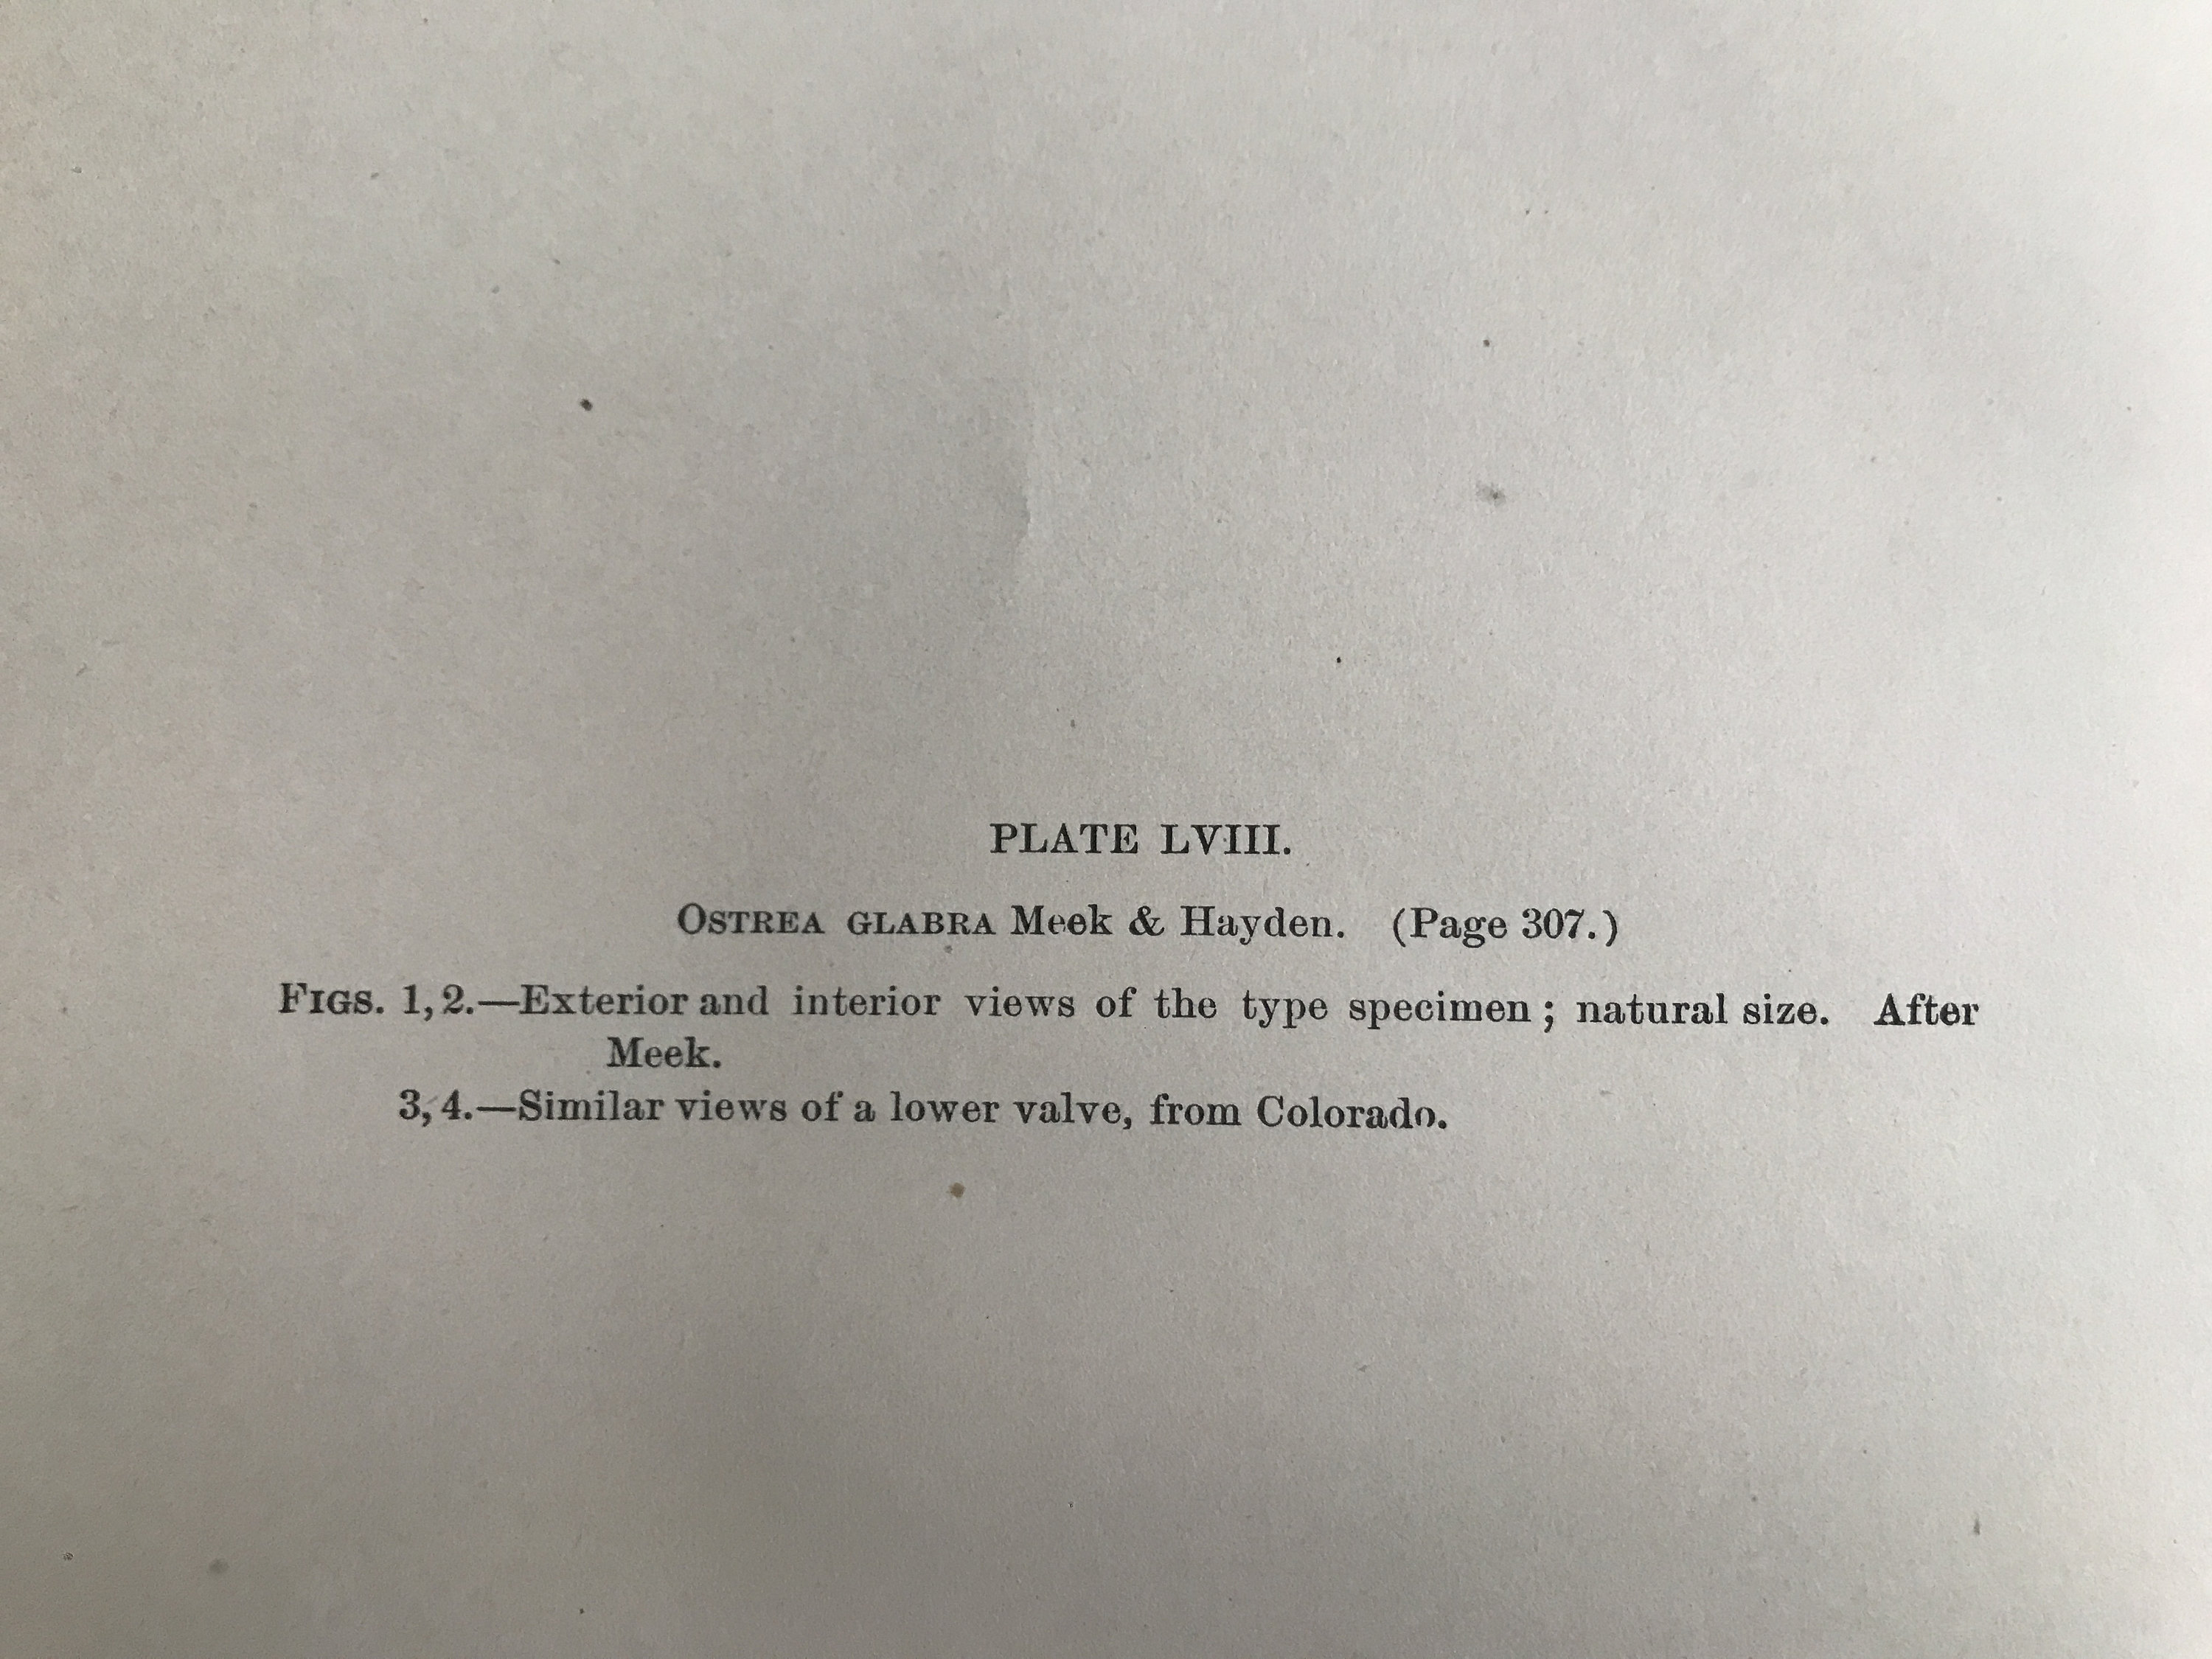 PLATE LVIII.
OSTREA GLABRA Meek & Hayden. (Page 307.)
FIGS. 1, 2.—Exterior and interior views of the type specimen; natural size. After
Meek.
3, 4.—Similar views of a lower valve, from Colorado.